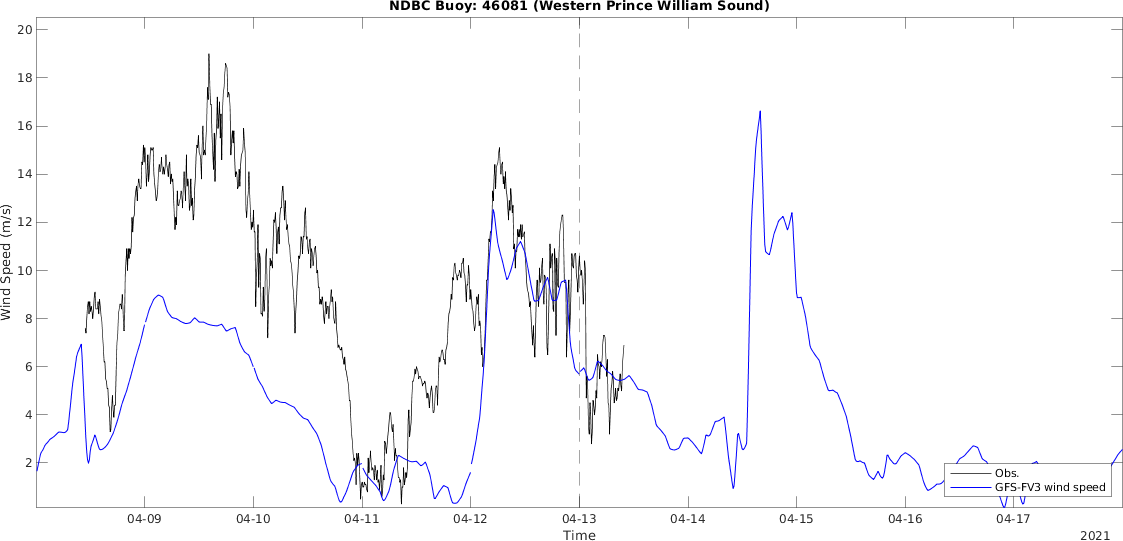 NDBC Buoy: 46081 (Western Prince William Sound)
20
18
16
14
12
10
8
6
4
2
Wind Speed (m/s)
04-09 04-10 04-11 04-12 04-13 04-14 04-15 04-16 04-17
Time
2021
Obs.
GFS-FV3 wind speed